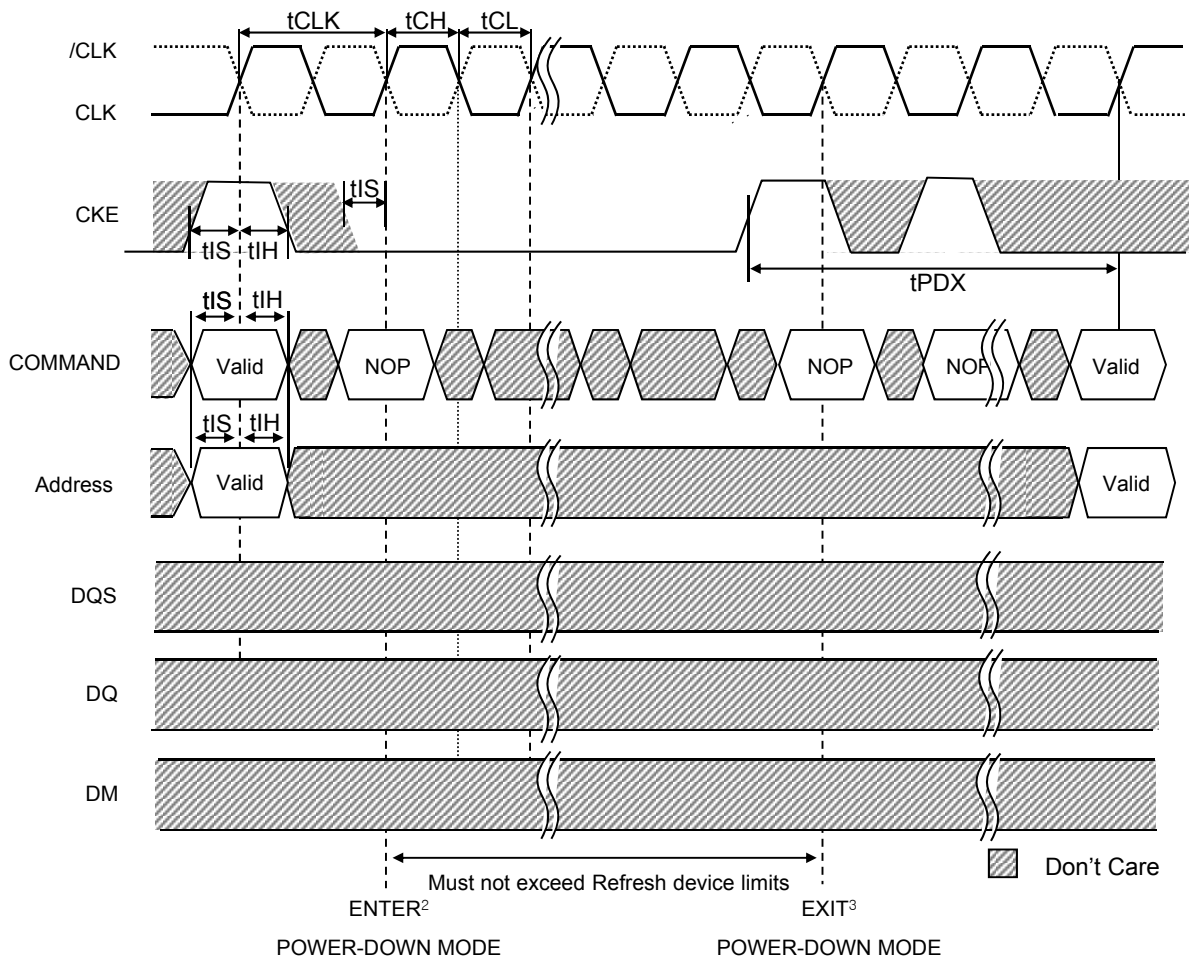 tCLK tCH tCL
/CLK
CLK
tIS
CKE
tIS tIH
tPDX
tIS tIH
COMMAND Valid NOP NOP NOP Valid
tIS tIH
Address Valid Valid
DQS
DQ
DM
Don't Care
Must not exceed Refresh device limits
ENTER² EXIT³
POWER-DOWN MODE POWER-DOWN MODE